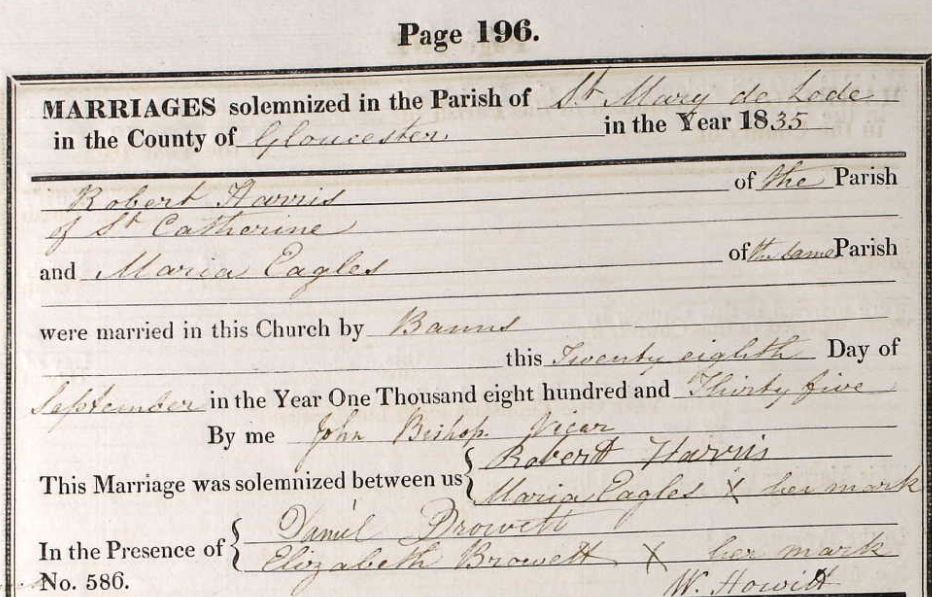 Page 196.
MARRIAGES solemnized in the Parish of St Mary de Lode
in the County of Gloucester in the Year 1835
Robert Harris of the Parish
of St Catherine
and Maria Eagles of the same Parish
were married in this Church by Banns
this Twenty eighth Day of
September in the Year One Thousand eight hundred and Thirty five
By me John Bishop. Vicar
This Marriage was solemnized between us { Robert Harris
Maria Eagles X her mark
In the Presence of { Daniel Browett
Elizabeth Browett X her mark
No. 586. W. Howitt